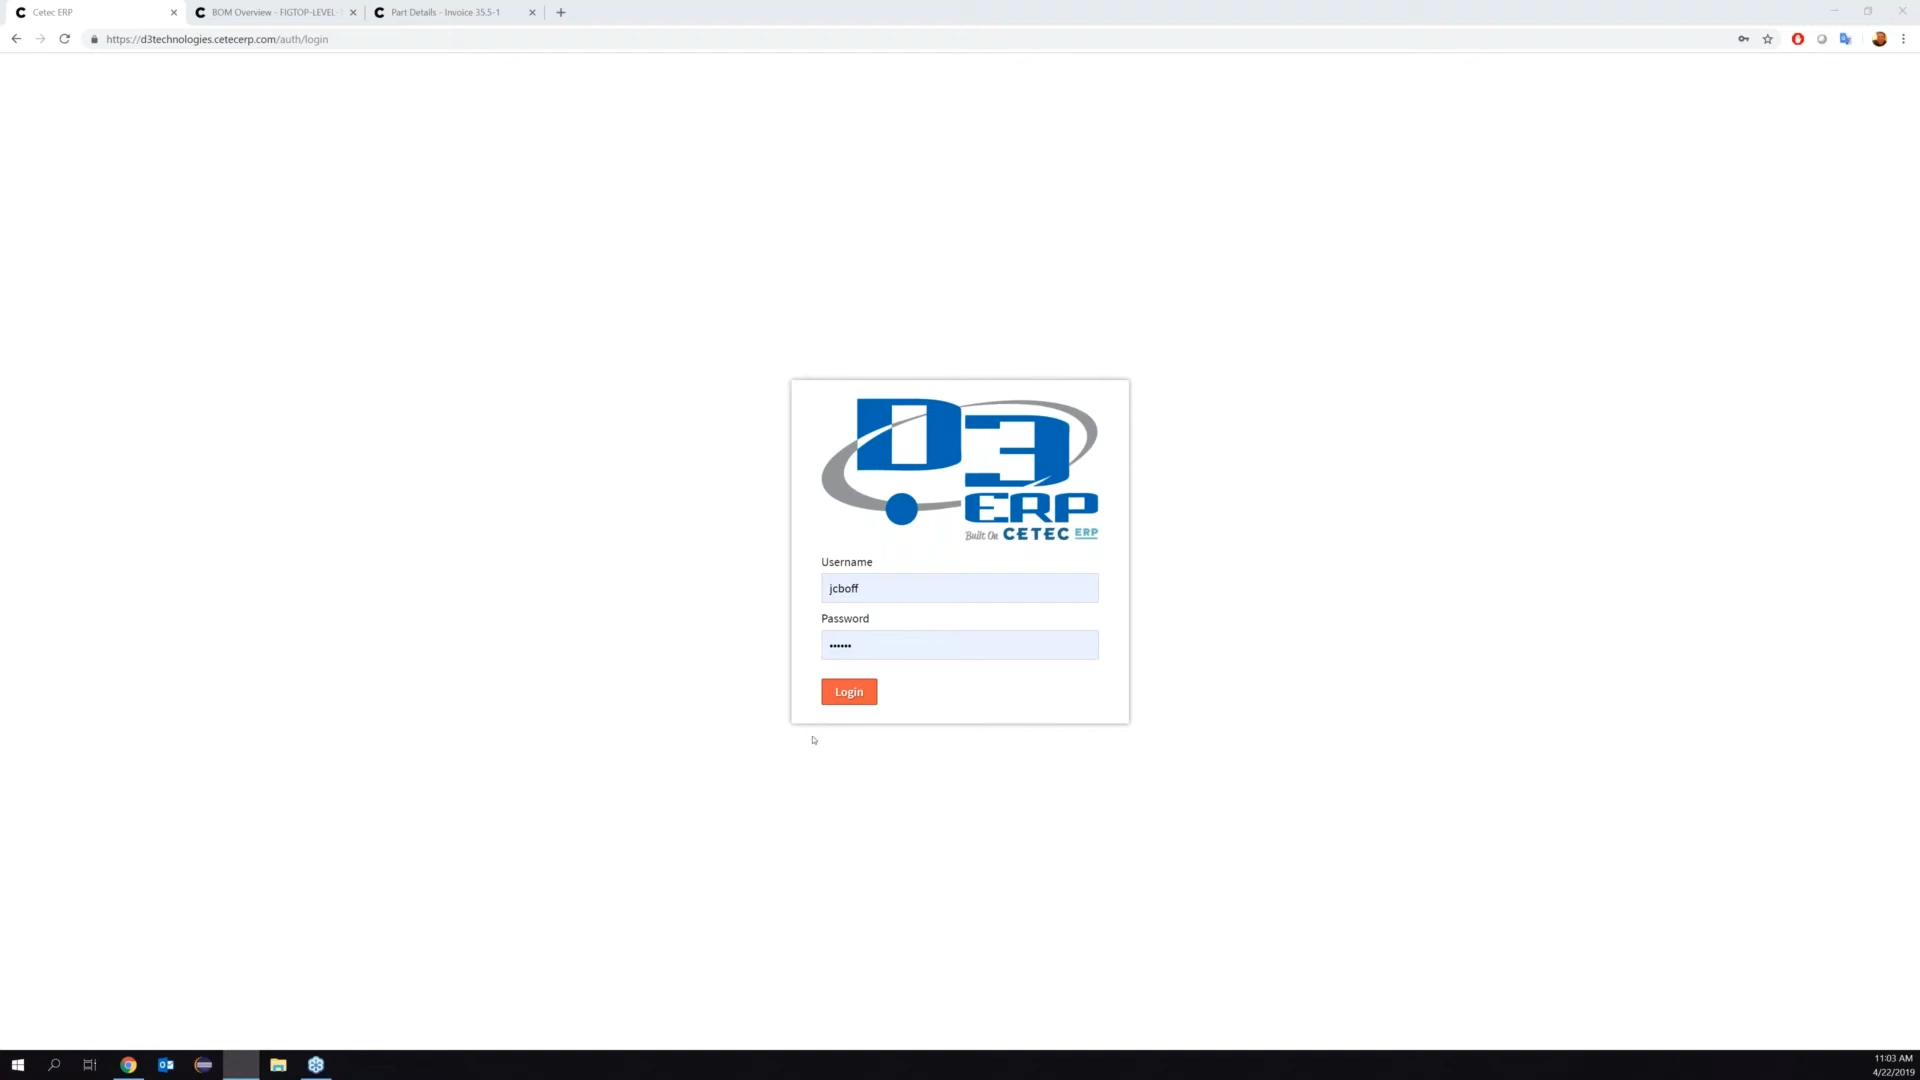 Cetec ERP
BOM Overview - FIGTOP-LEVEL-
Part Details - Invoice 35.5-1
https://d3technologies.cetecerp.com/auth/login
D3
ERP
Built On CETEC ERP
Username
jcboff
Password
••••••
Login
11:03 AM
4/22/2019